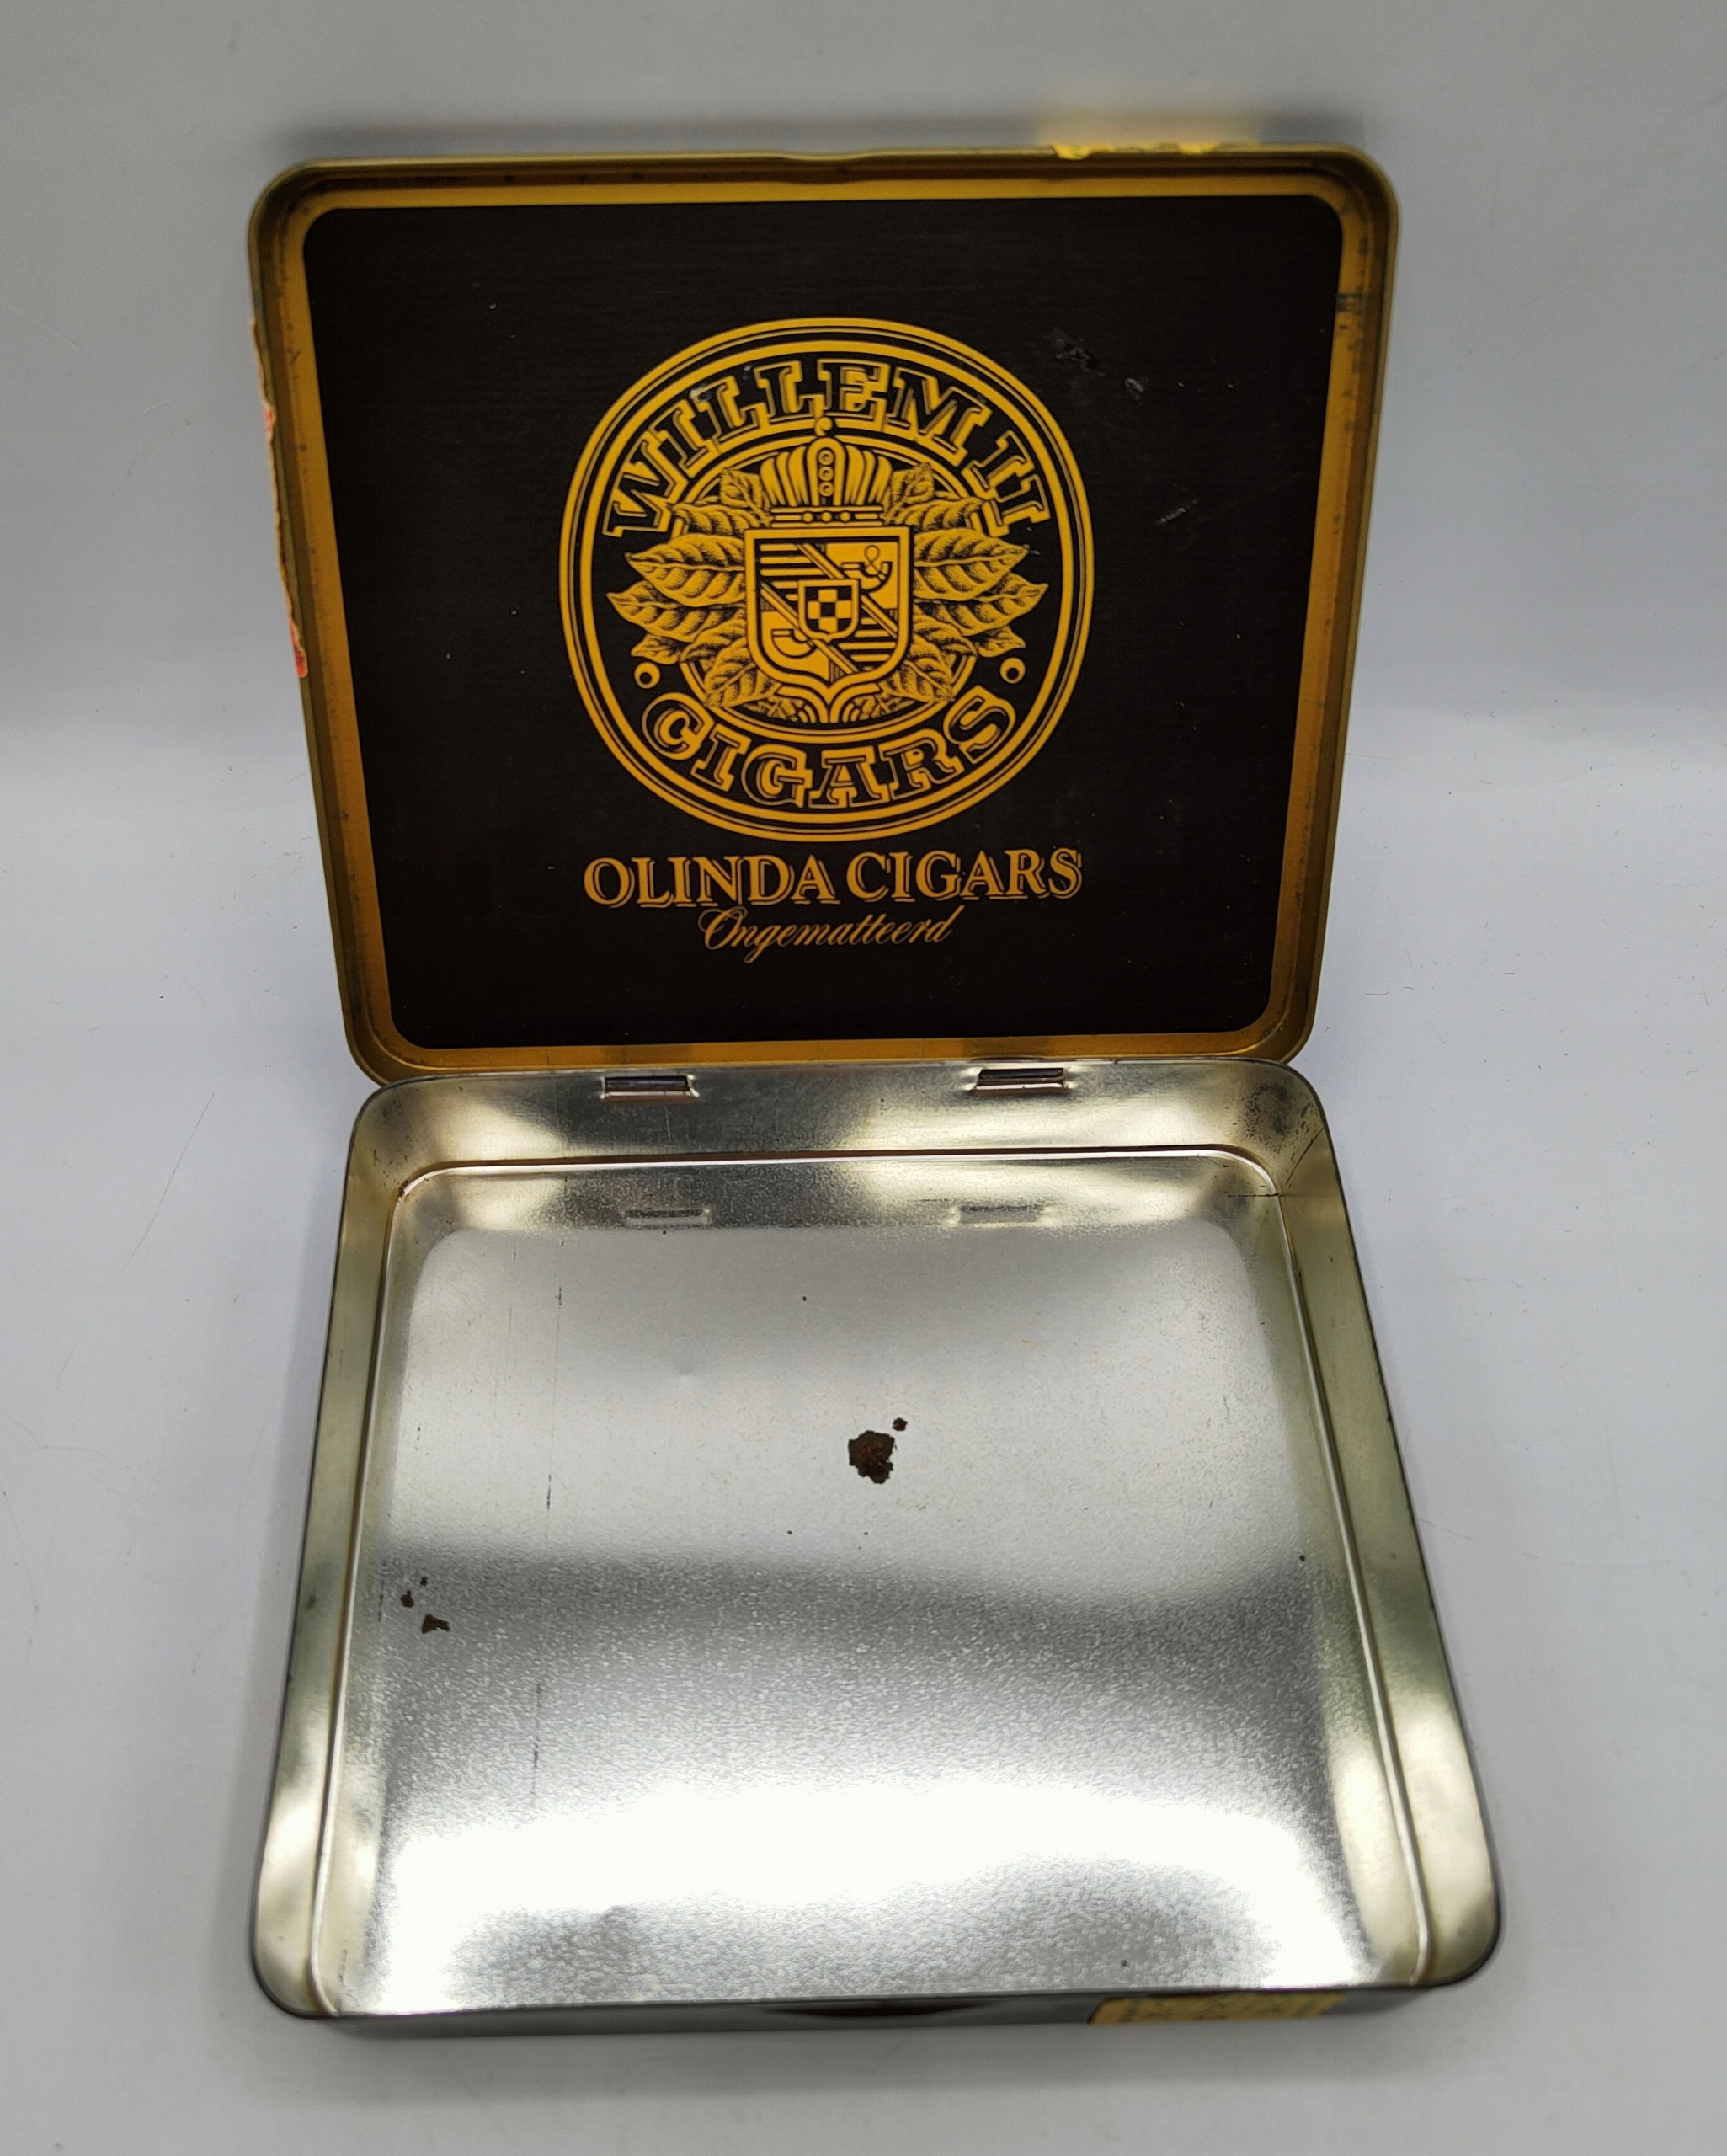 WILLEM II
CIGARS
OLINDA CIGARS
Ongematteerd